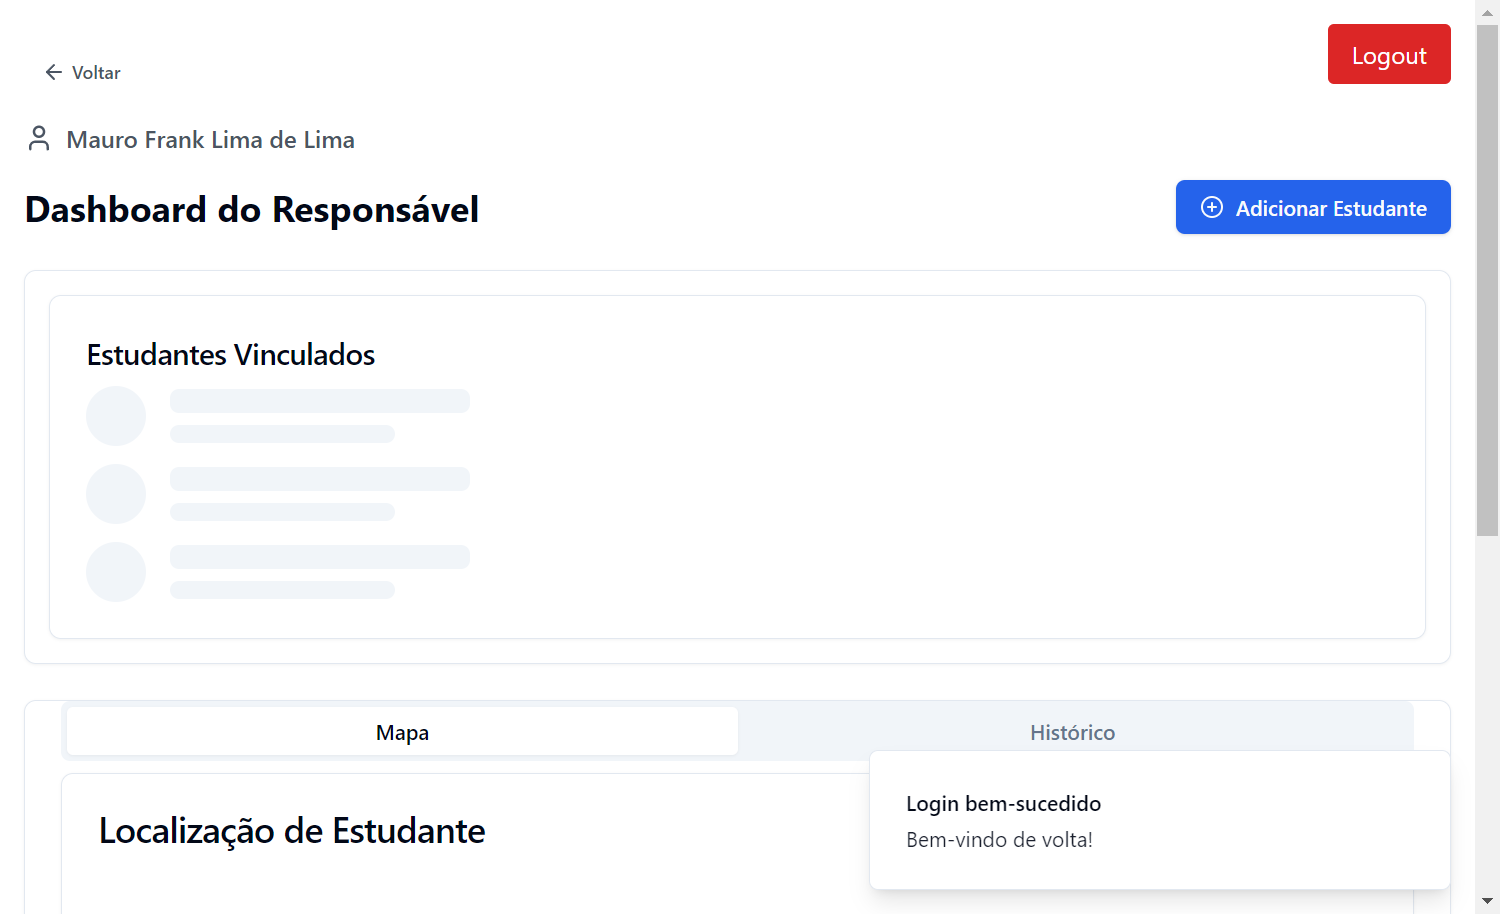 Logout
Voltar
Mauro Frank Lima de Lima
Dashboard do Responsável
Adicionar Estudante
Estudantes Vinculados
Mapa
Histórico
Localização de Estudante
Login bem-sucedido
Bem-vindo de volta!